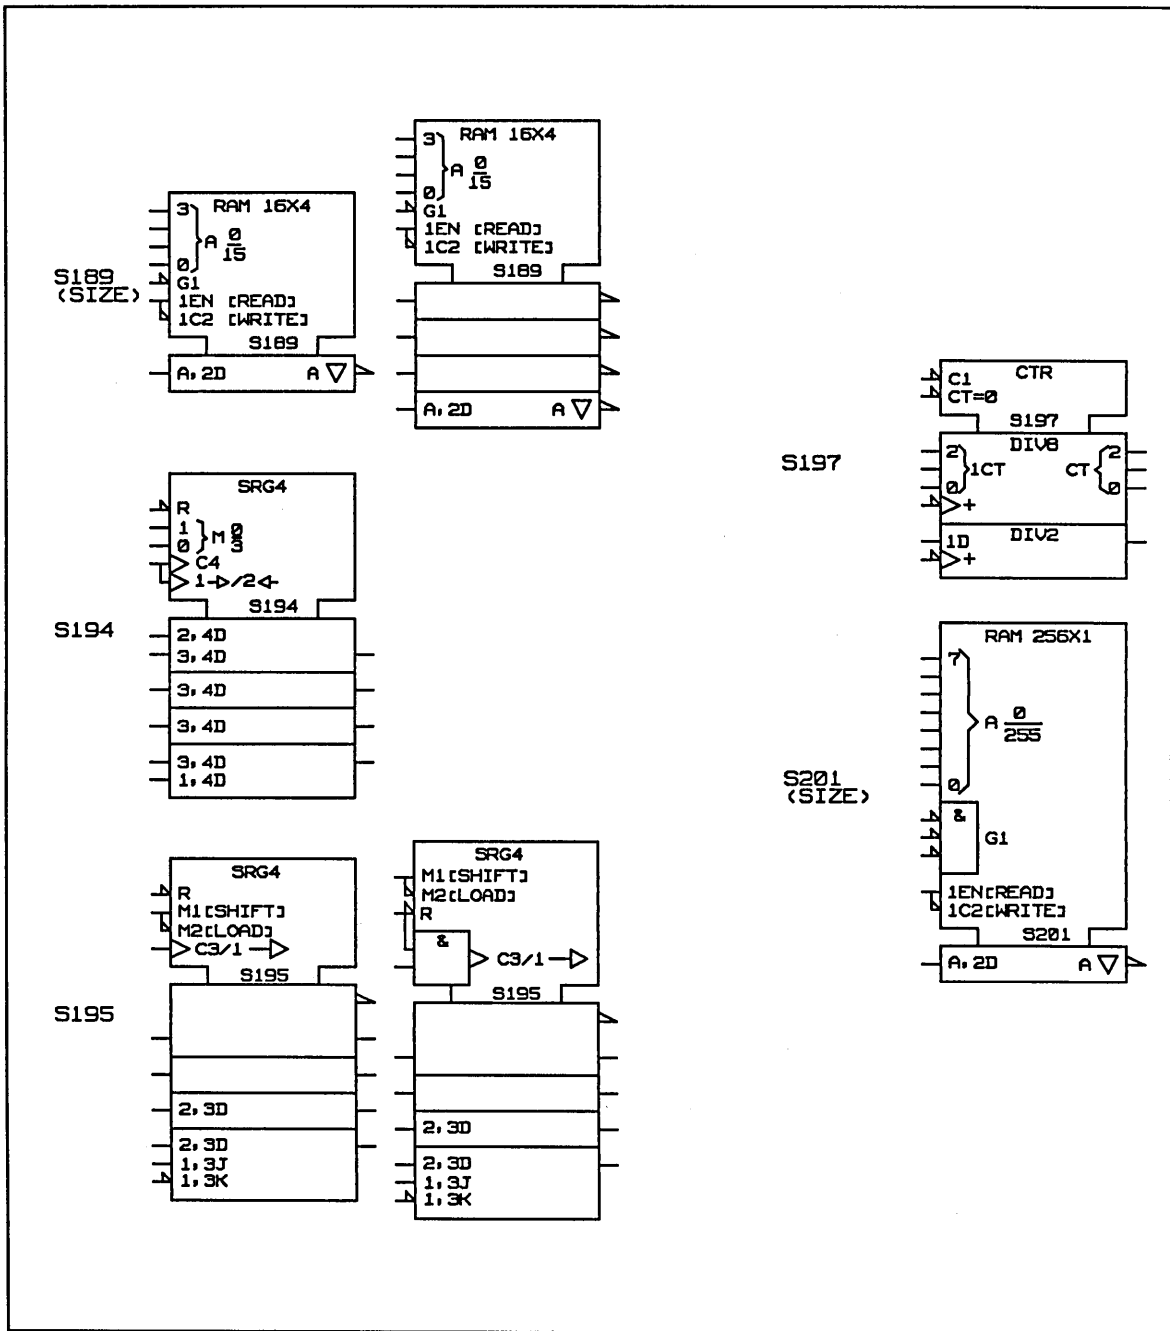 S189
(SIZE)
RAM 16X4
3
A 0
15
0
G1
1EN [READ]
1C2 [WRITE]
S189
A,2D A
RAM 16X4
3
A 0
15
0
G1
1EN [READ]
1C2 [WRITE]
S189
A,2D A
S194
SRG4
R
1
M 0
3
0
C4
1 /2
S194
2,4D
3,4D
3,4D
3,4D
3,4D
1,4D
S195
SRG4
R
M1[SHIFT]
M2[LOAD]
C3/1
S195
2,3D
2,3D
1,3J
1,3K
SRG4
M1[SHIFT]
M2[LOAD]
R
&
C3/1
S195
2,3D
2,3D
1,3J
1,3K
S197
CTR
C1
CT=0
S197
DIV8
2 2
1CT CT
0 0
+
DIV2
1D
+
S201
(SIZE)
RAM 256X1
7
A 0
255
0
&
G1
1EN[READ]
1C2[WRITE]
S201
A,2D A